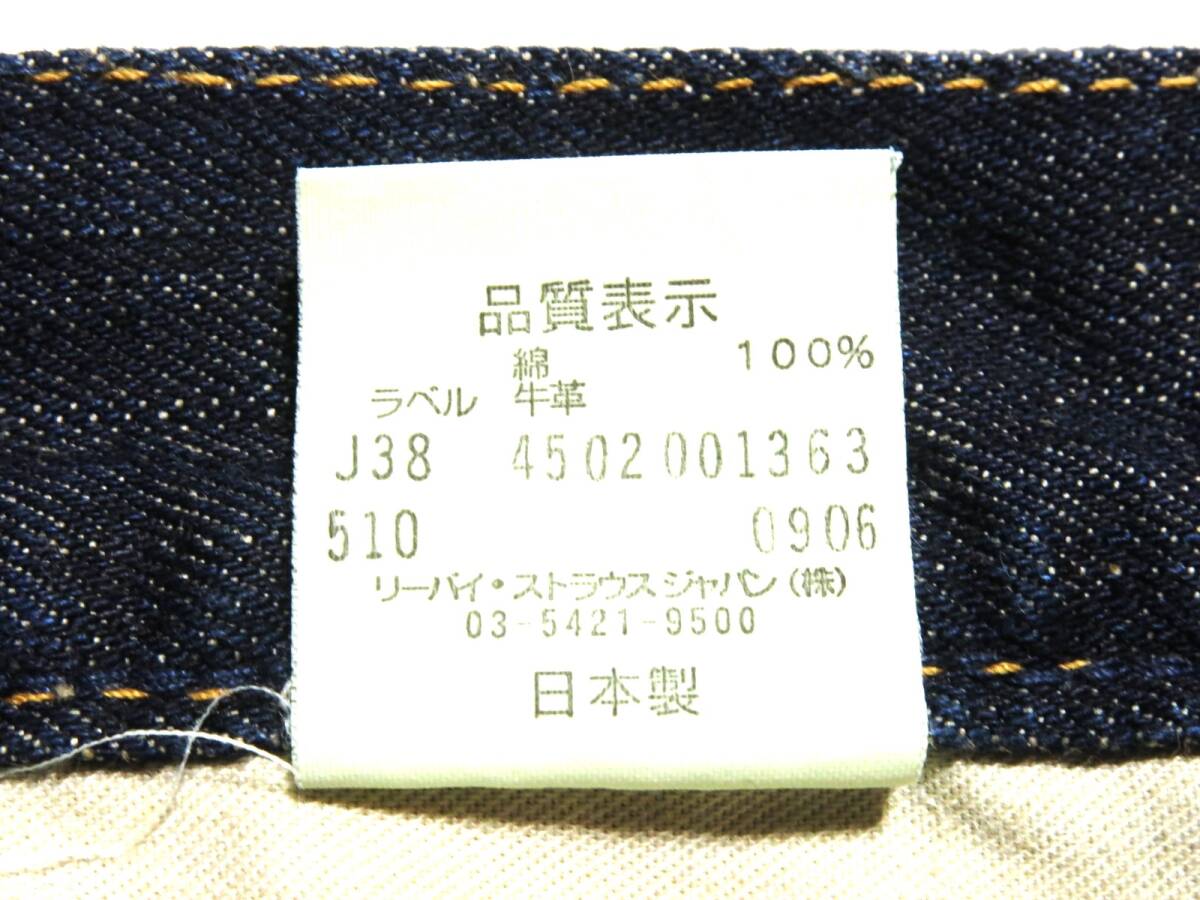 品質表示
綿 100%
ラベル 牛革
J38 4502001363
510 0906
リーバイ・ストラウスジャパン(株)
03-5421-9500
日本製